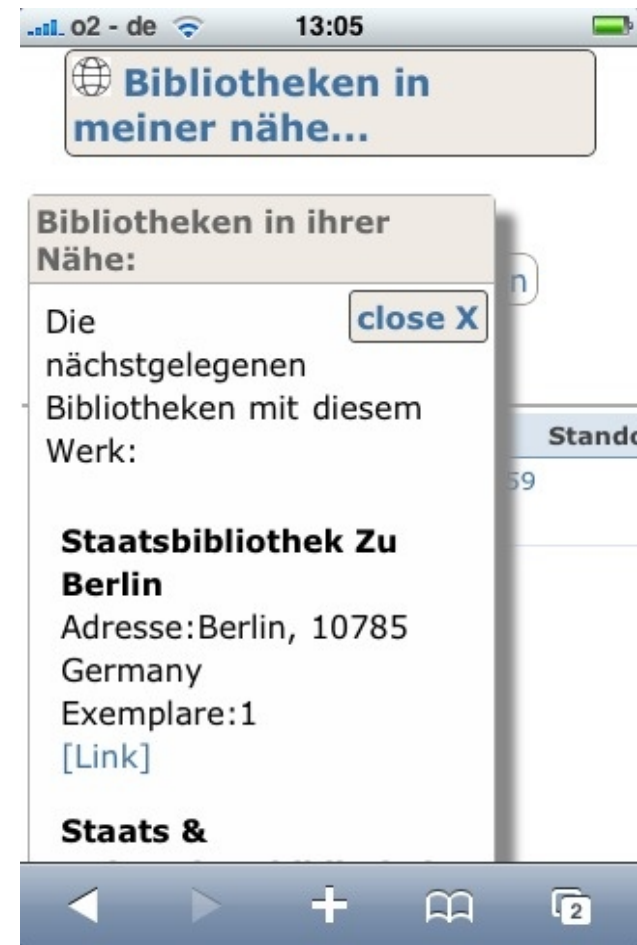 o2 - de 13:05
Bibliotheken in
meiner nähe...
Bibliotheken in ihrer
Nähe:
close X
Die
nächstgelegenen
Bibliotheken mit diesem
Werk:
Staatsbibliothek Zu
Berlin
Adresse:Berlin, 10785
Germany
Exemplare:1
[Link]
Staats &
n
59
2